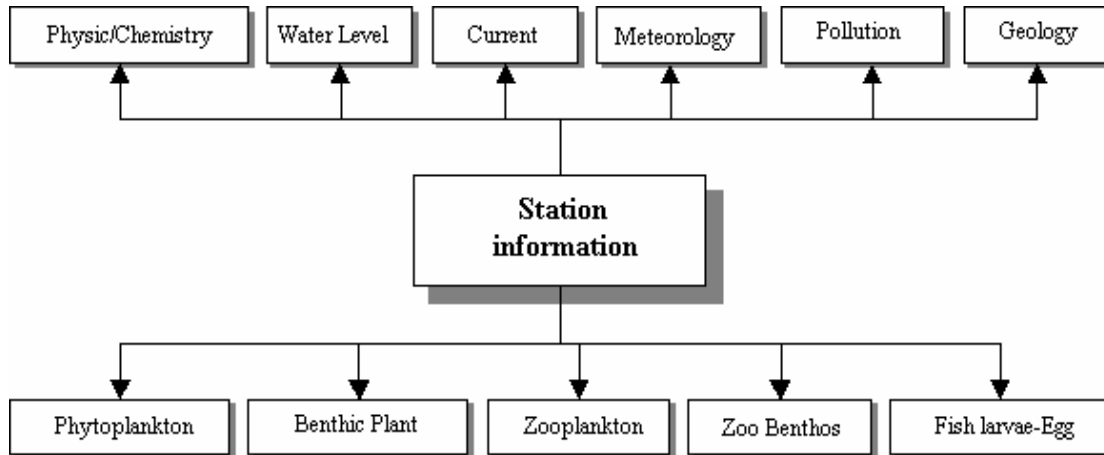 Physic/Chemistry
Water Level
Current
Meteorology
Pollution
Geology
Station
information
Phytoplankton
Benthic Plant
Zooplankton
Zoo Benthos
Fish larvae-Egg